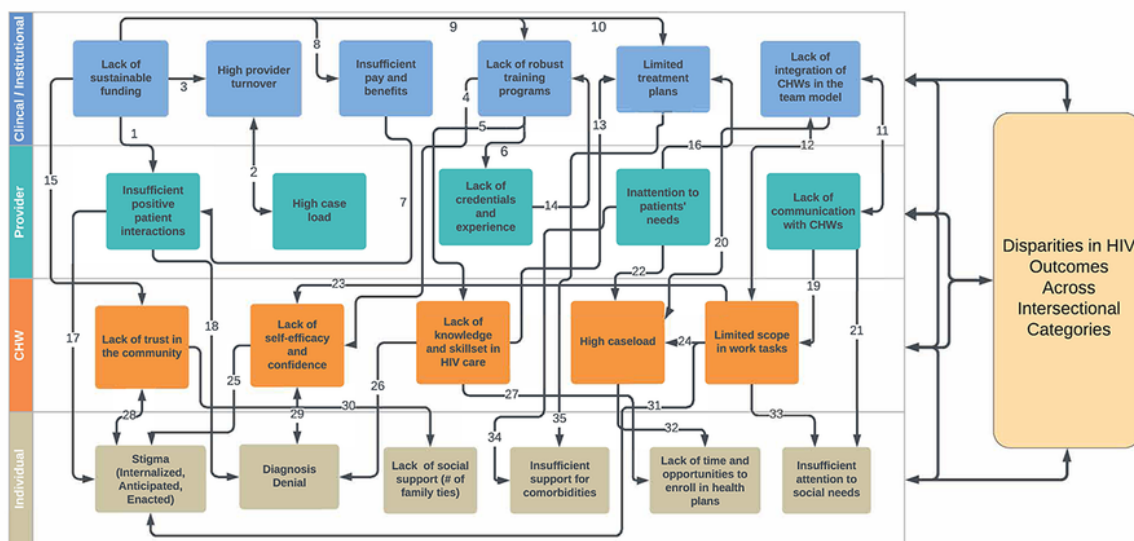 Clincal / Institutional
9
10
8
Lack of
sustainable
funding
3
High provider
turnover
Insufficient
pay and
benefits
4
Lack of robust
training
programs
Limited
treatment
plans
Lack of
integration of
CHWs in the
team model
1
5
13
11
6
16
12
Provider
15
Insufficient
positive
patient
interactions
2
High case
load
7
Lack of
credentials
and
experience
14
Inattention to
patients'
needs
Lack of
communication
with CHWs
20
22
19
Disparities in HIV
Outcomes
Across
Intersectional
Categories
CHW
23
17
18
21
Lack of trust in
the community
Lack of
self-efficacy
and
confidence
Lack of
knowledge
and skillset in
HIV care
High caseload
24
Limited scope
in work tasks
25
26
27
28
30
29
31
35
32
33
34
Individual
Stigma
(Internalized,
Anticipated,
Enacted)
Diagnosis
Denial
Lack of social
support (# of
family ties)
Insufficient
support for
comorbidities
Lack of time and
opportunities to
enroll in health
plans
Insufficient
attention to
social needs